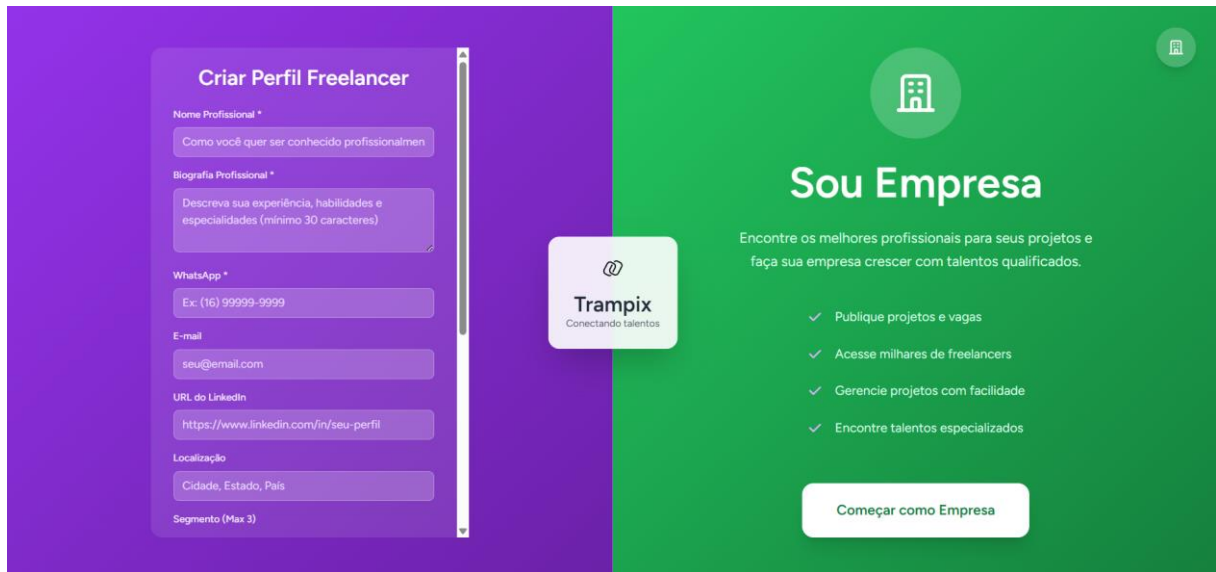 Criar Perfil Freelancer
Nome Profissional *
Como você quer ser conhecido profissionalmen
Biografia Profissional *
Descreva sua experiência, habilidades e
especialidades (mínimo 30 caracteres)
WhatsApp *
Ex: (16) 99999-9999
E-mail
seu@email.com
URL do LinkedIn
https://www.linkedin.com/in/seu-perfil
Localização
Cidade, Estado, País
Segmento (Max 3)
Trampix
Conectando talentos
Sou Empresa
Encontre os melhores profissionais para seus projetos e
faça sua empresa crescer com talentos qualificados.
Publique projetos e vagas
Acesse milhares de freelancers
Gerencie projetos com facilidade
Encontre talentos especializados
Começar como Empresa